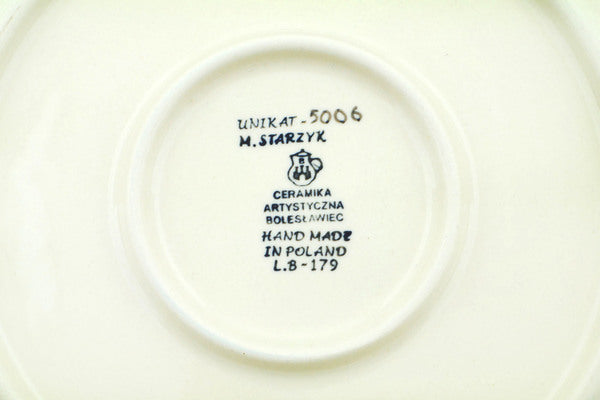 UNIKAT - 5006
M. STARZYK
B
CERAMIKA
ARTYSTYCZNA
BOLESŁAWIEC
HAND MADE
IN POLAND
L.B - 179